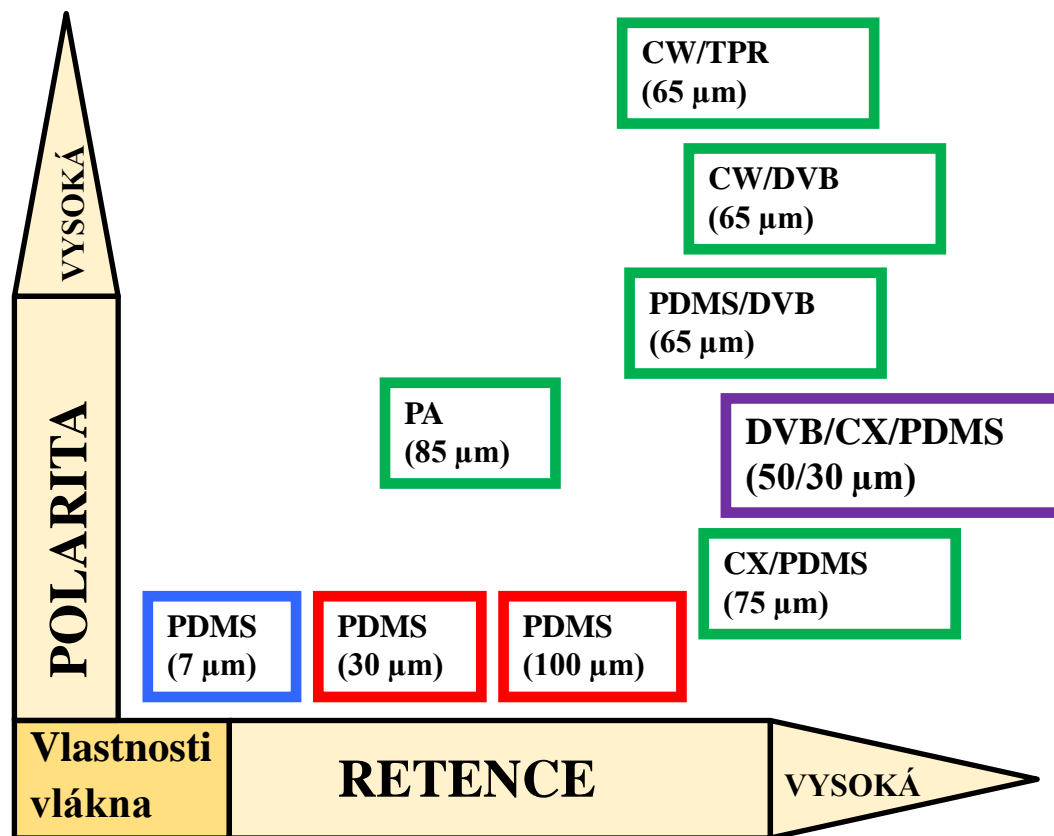 CW/TPR
(65 µm)
VYSOKÁ
CW/DVB
(65 µm)
PDMS/DVB
(65 µm)
PA
(85 µm)
DVB/CX/PDMS
(50/30 µm)
POLARITA
CX/PDMS
(75 µm)
PDMS
(7 µm)
PDMS
(30 µm)
PDMS
(100 µm)
Vlastnosti
vlákna
RETENCE
VYSOKÁ